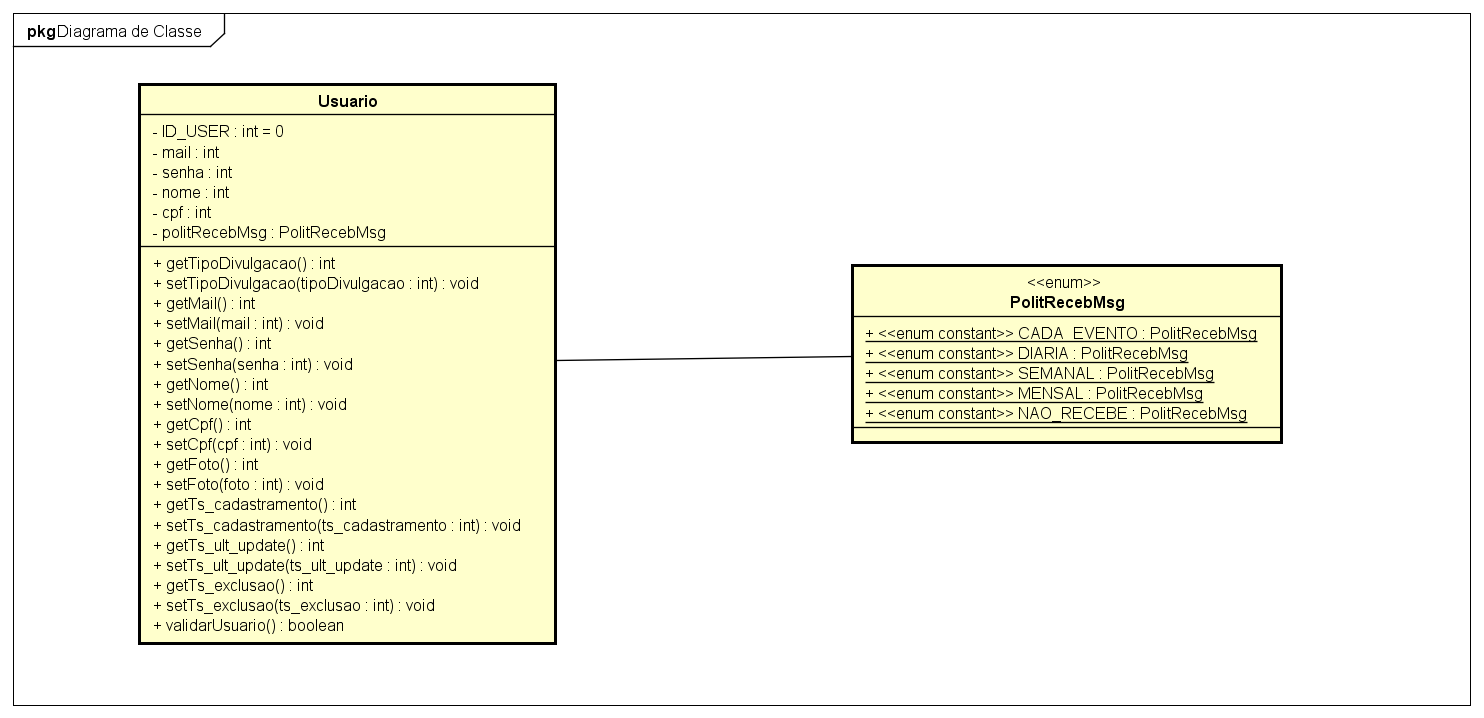 pkgDiagrama de Classe
Usuario
- ID_USER : int = 0
- mail : int
- senha : int
- nome : int
- cpf : int
- politRecebMsg : PolitRecebMsg
+ getTipoDivulgacao() : int
+ setTipoDivulgacao(tipoDivulgacao : int) : void
+ getMail() : int
+ setMail(mail : int) : void
+ getSenha() : int
+ setSenha(senha : int) : void
+ getNome() : int
+ setNome(nome : int) : void
+ getCpf() : int
+ setCpf(cpf : int) : void
+ getFoto() : int
+ setFoto(foto : int) : void
+ getTs_cadastramento() : int
+ setTs_cadastramento(ts_cadastramento : int) : void
+ getTs_ult_update() : int
+ setTs_ult_update(ts_ult_update : int) : void
+ getTs_exclusao() : int
+ setTs_exclusao(ts_exclusao : int) : void
+ validarUsuario() : boolean
<<enum>>
PolitRecebMsg
+ <<enum constant>> CADA_EVENTO : PolitRecebMsg
+ <<enum constant>> DIARIA : PolitRecebMsg
+ <<enum constant>> SEMANAL : PolitRecebMsg
+ <<enum constant>> MENSAL : PolitRecebMsg
+ <<enum constant>> NAO_RECEBE : PolitRecebMsg